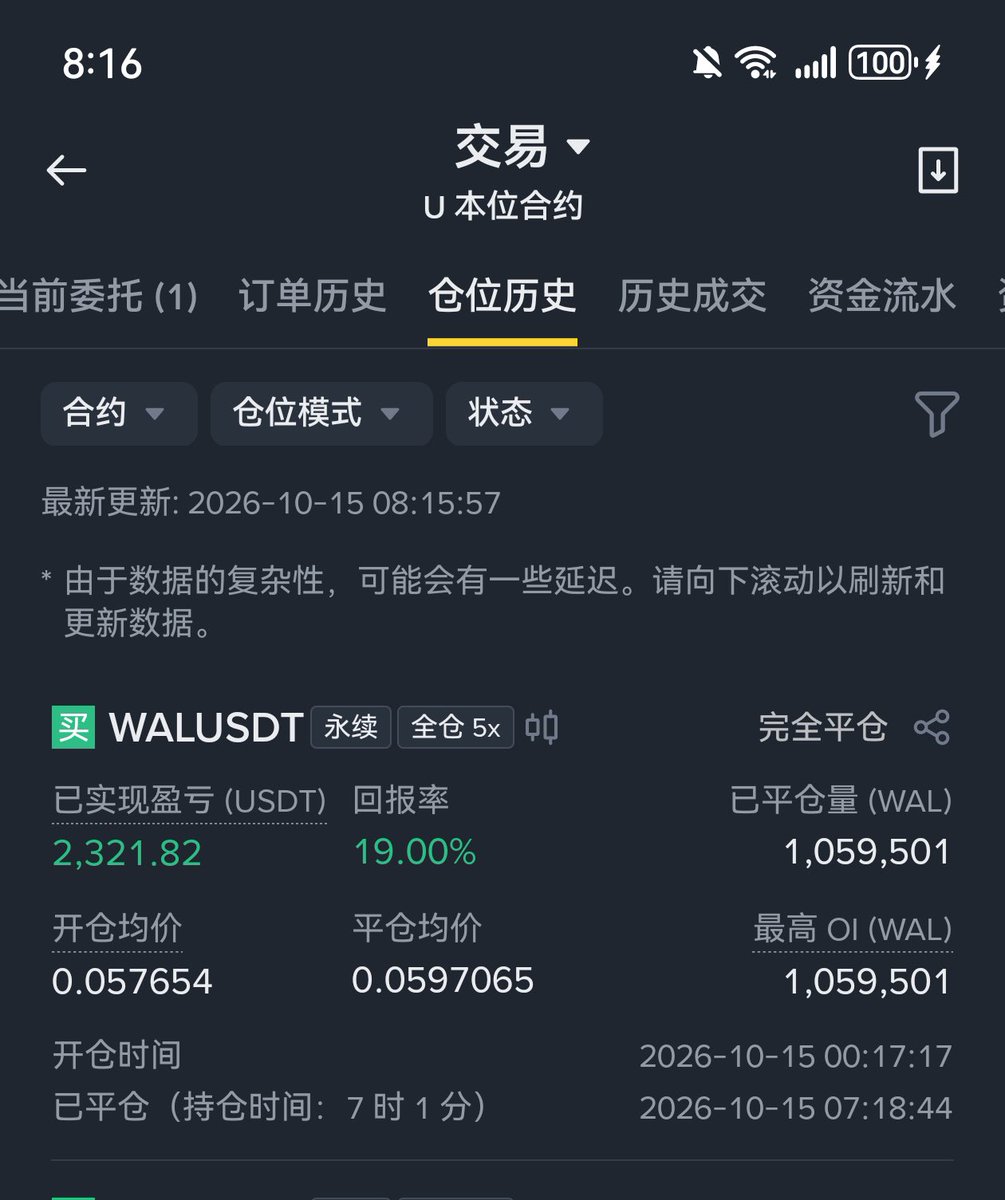 8:16 100
交易
U 本位合约
当前委托 (1) 订单历史 仓位历史 历史成交 资金流水
合约 仓位模式 状态
最新更新: 2026-10-15 08:15:57
* 由于数据的复杂性，可能会有一些延迟。请向下滚动以刷新和
更新数据。
买 WALUSDT 永续 全仓 5x 完全平仓
已实现盈亏 (USDT) 回报率 已平仓量 (WAL)
2,321.82 19.00% 1,059,501
开仓均价 平仓均价 最高 OI (WAL)
0.057654 0.0597065 1,059,501
开仓时间 2026-10-15 00:17:17
已平仓（持仓时间：7 时 1 分） 2026-10-15 07:18:44